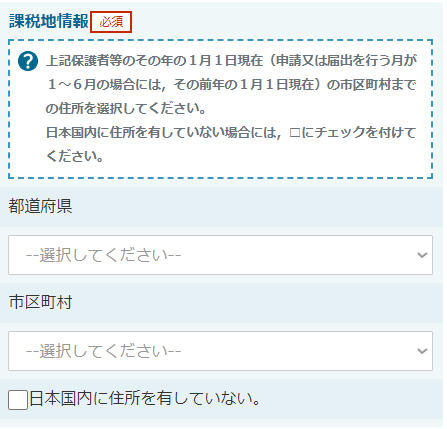 課税地情報 必須
? 上記保護者等のその年の１月１日現在（申請又は届出を行う月が
１～６月の場合には，その前年の１月１日現在）の市区町村まで
の住所を選択してください。
日本国内に住所を有していない場合には，□にチェックを付けて
ください。
都道府県
--選択してください--
市区町村
--選択してください--
日本国内に住所を有していない。